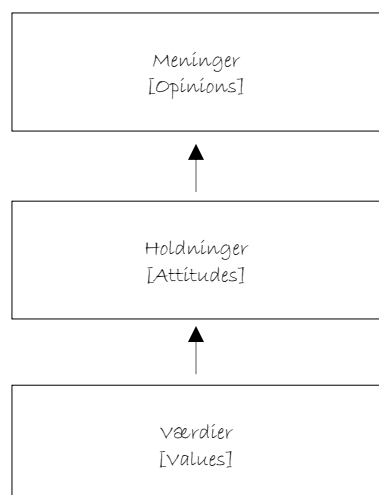 Meninger
[Opinions]
Holdninger
[Attitudes]
Værdier
[Values]